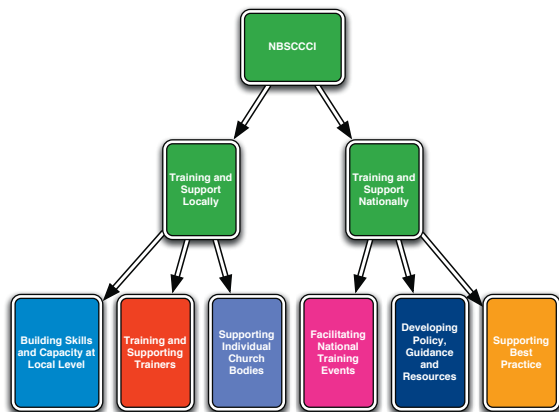 NBSCCCI
Training and
Support
Locally
Training and
Support
Nationally
Building Skills
and Capacity at
Local Level
Training and
Supporting
Trainers
Supporting
Individual
Church
Bodies
Facilitating
National
Training
Events
Developing
Policy,
Guidance
and
Resources
Supporting
Best
Practice